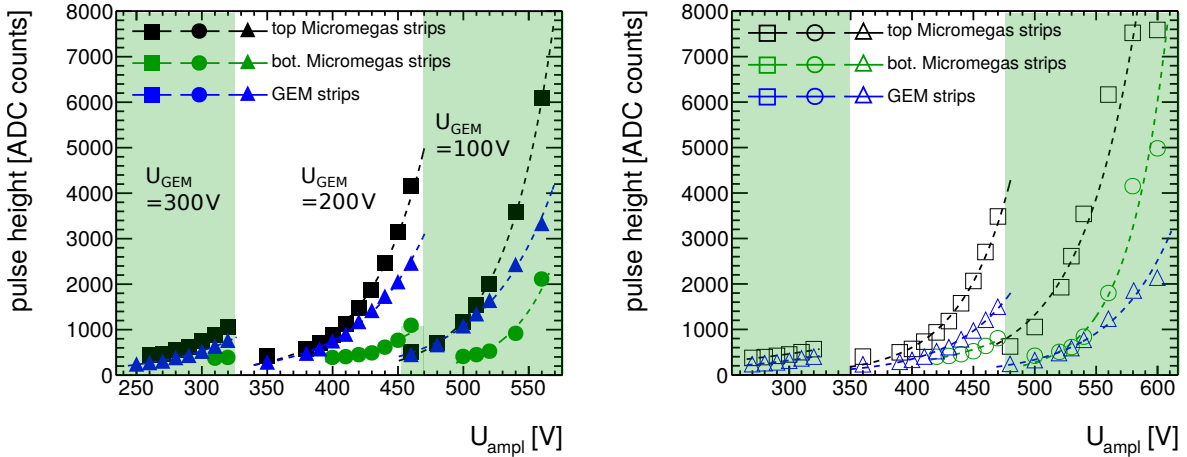 pulse height [ADC counts]
8000
7000
6000
5000
4000
3000
2000
1000
0
top Micromegas strips
bot. Micromegas strips
GEM strips
U_GEM
=300V
U_GEM
=200V
U_GEM
=100V
250 300 350 400 450 500 550
U_ampl [V]
pulse height [ADC counts]
8000
7000
6000
5000
4000
3000
2000
1000
0
top Micromegas strips
bot. Micromegas strips
GEM strips
300 350 400 450 500 550 600
U_ampl [V]